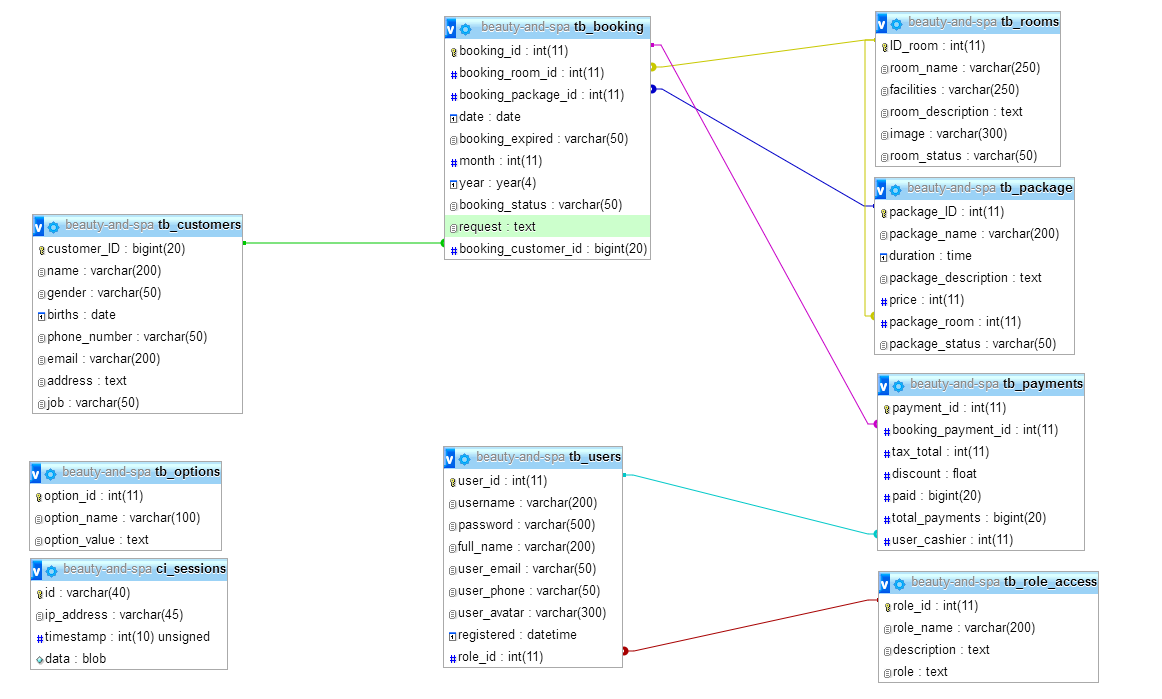 beauty-and-spa tb_booking
booking_id : int(11)
booking_room_id : int(11)
booking_package_id : int(11)
date : date
booking_expired : varchar(50)
month : int(11)
year : year(4)
booking_status : varchar(50)
request : text
booking_customer_id : bigint(20)
beauty-and-spa tb_rooms
ID_room : int(11)
room_name : varchar(250)
facilities : varchar(250)
room_description : text
image : varchar(300)
room_status : varchar(50)
beauty-and-spa tb_package
package_ID : int(11)
package_name : varchar(200)
duration : time
package_description : text
price : int(11)
package_room : int(11)
package_status : varchar(50)
beauty-and-spa tb_customers
customer_ID : bigint(20)
name : varchar(200)
gender : varchar(50)
births : date
phone_number : varchar(50)
email : varchar(200)
address : text
job : varchar(50)
beauty-and-spa tb_payments
payment_id : int(11)
booking_payment_id : int(11)
tax_total : int(11)
discount : float
paid : bigint(20)
total_payments : bigint(20)
user_cashier : int(11)
beauty-and-spa tb_options
option_id : int(11)
option_name : varchar(100)
option_value : text
beauty-and-spa tb_users
user_id : int(11)
username : varchar(200)
password : varchar(500)
full_name : varchar(200)
user_email : varchar(50)
user_phone : varchar(50)
user_avatar : varchar(300)
registered : datetime
role_id : int(11)
beauty-and-spa ci_sessions
id : varchar(40)
ip_address : varchar(45)
timestamp : int(10) unsigned
data : blob
beauty-and-spa tb_role_access
role_id : int(11)
role_name : varchar(200)
description : text
role : text